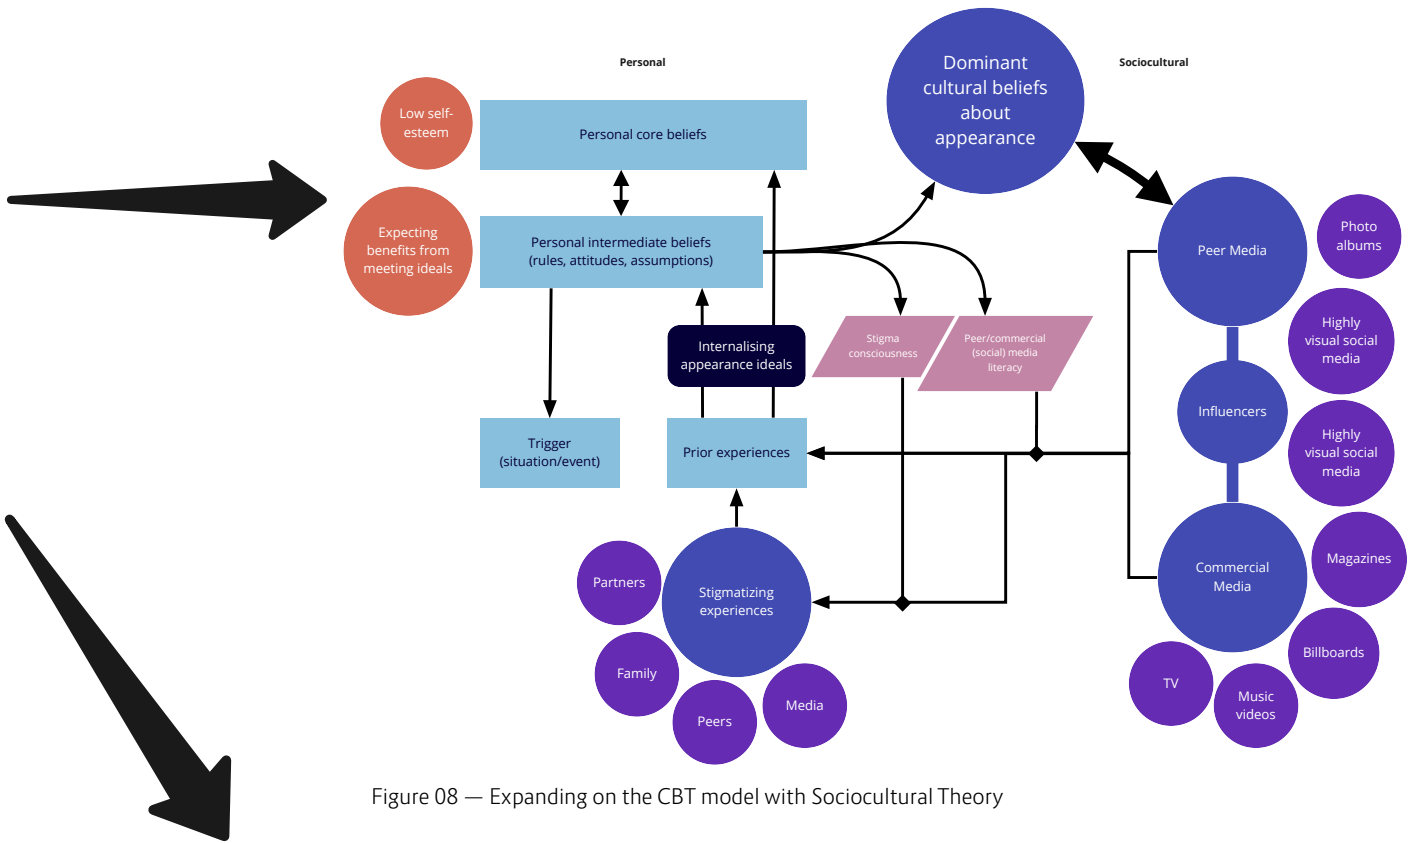 Personal
Sociocultural
Dominant
cultural beliefs
about
appearance
Low self-
esteem
Personal core beliefs
Expecting
benefits from
meeting ideals
Personal intermediate beliefs
(rules, attitudes, assumptions)
Peer Media
Photo
albums
Highly
visual social
media
Internalising
appearance ideals
Stigma
consciousness
Peer/commercial
(social) media
literacy
Influencers
Highly
visual social
media
Trigger
(situation/event)
Prior experiences
Commercial
Media
Magazines
Billboards
Music
videos
TV
Partners
Stigmatizing
experiences
Family
Peers
Media
Figure 08 — Expanding on the CBT model with Sociocultural Theory